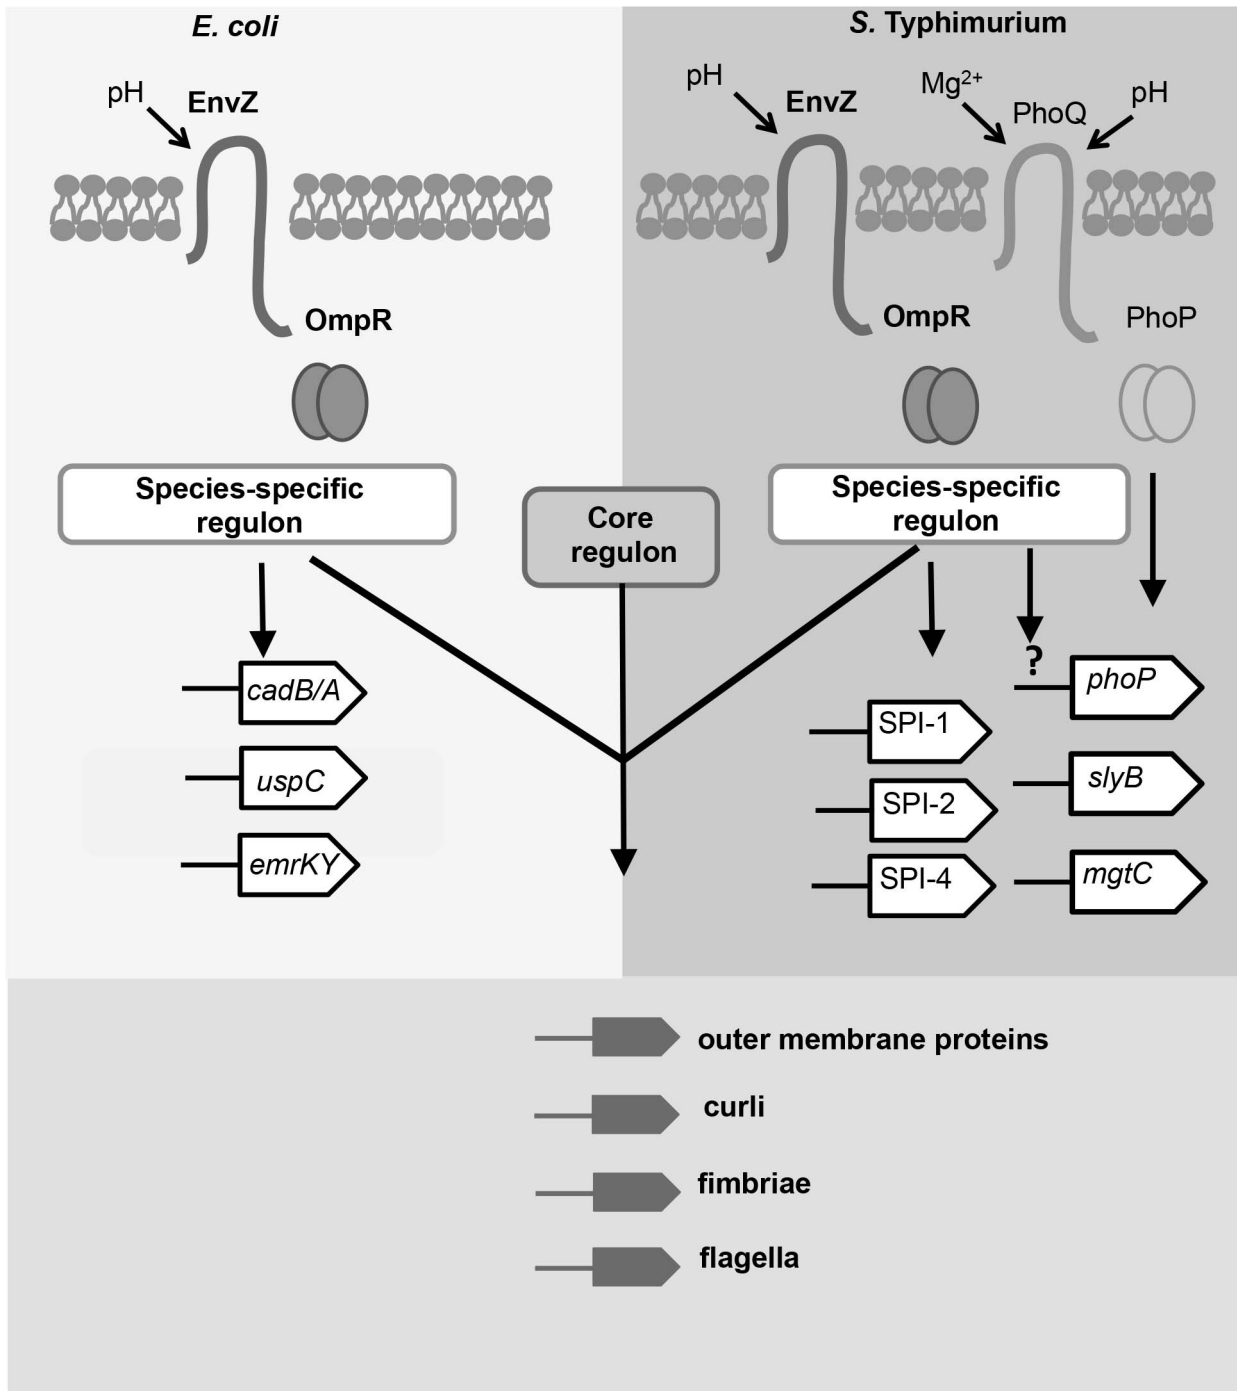 E. coli
S. Typhimurium
pH
EnvZ
pH
EnvZ
Mg²⁺
PhoQ
pH
OmpR
OmpR
PhoP
Species-specific
regulon
Core
regulon
Species-specific
regulon
cadB/A
uspC
emrKY
SPI-1
SPI-2
SPI-4
?
phoP
slyB
mgtC
outer membrane proteins
curli
fimbriae
flagella